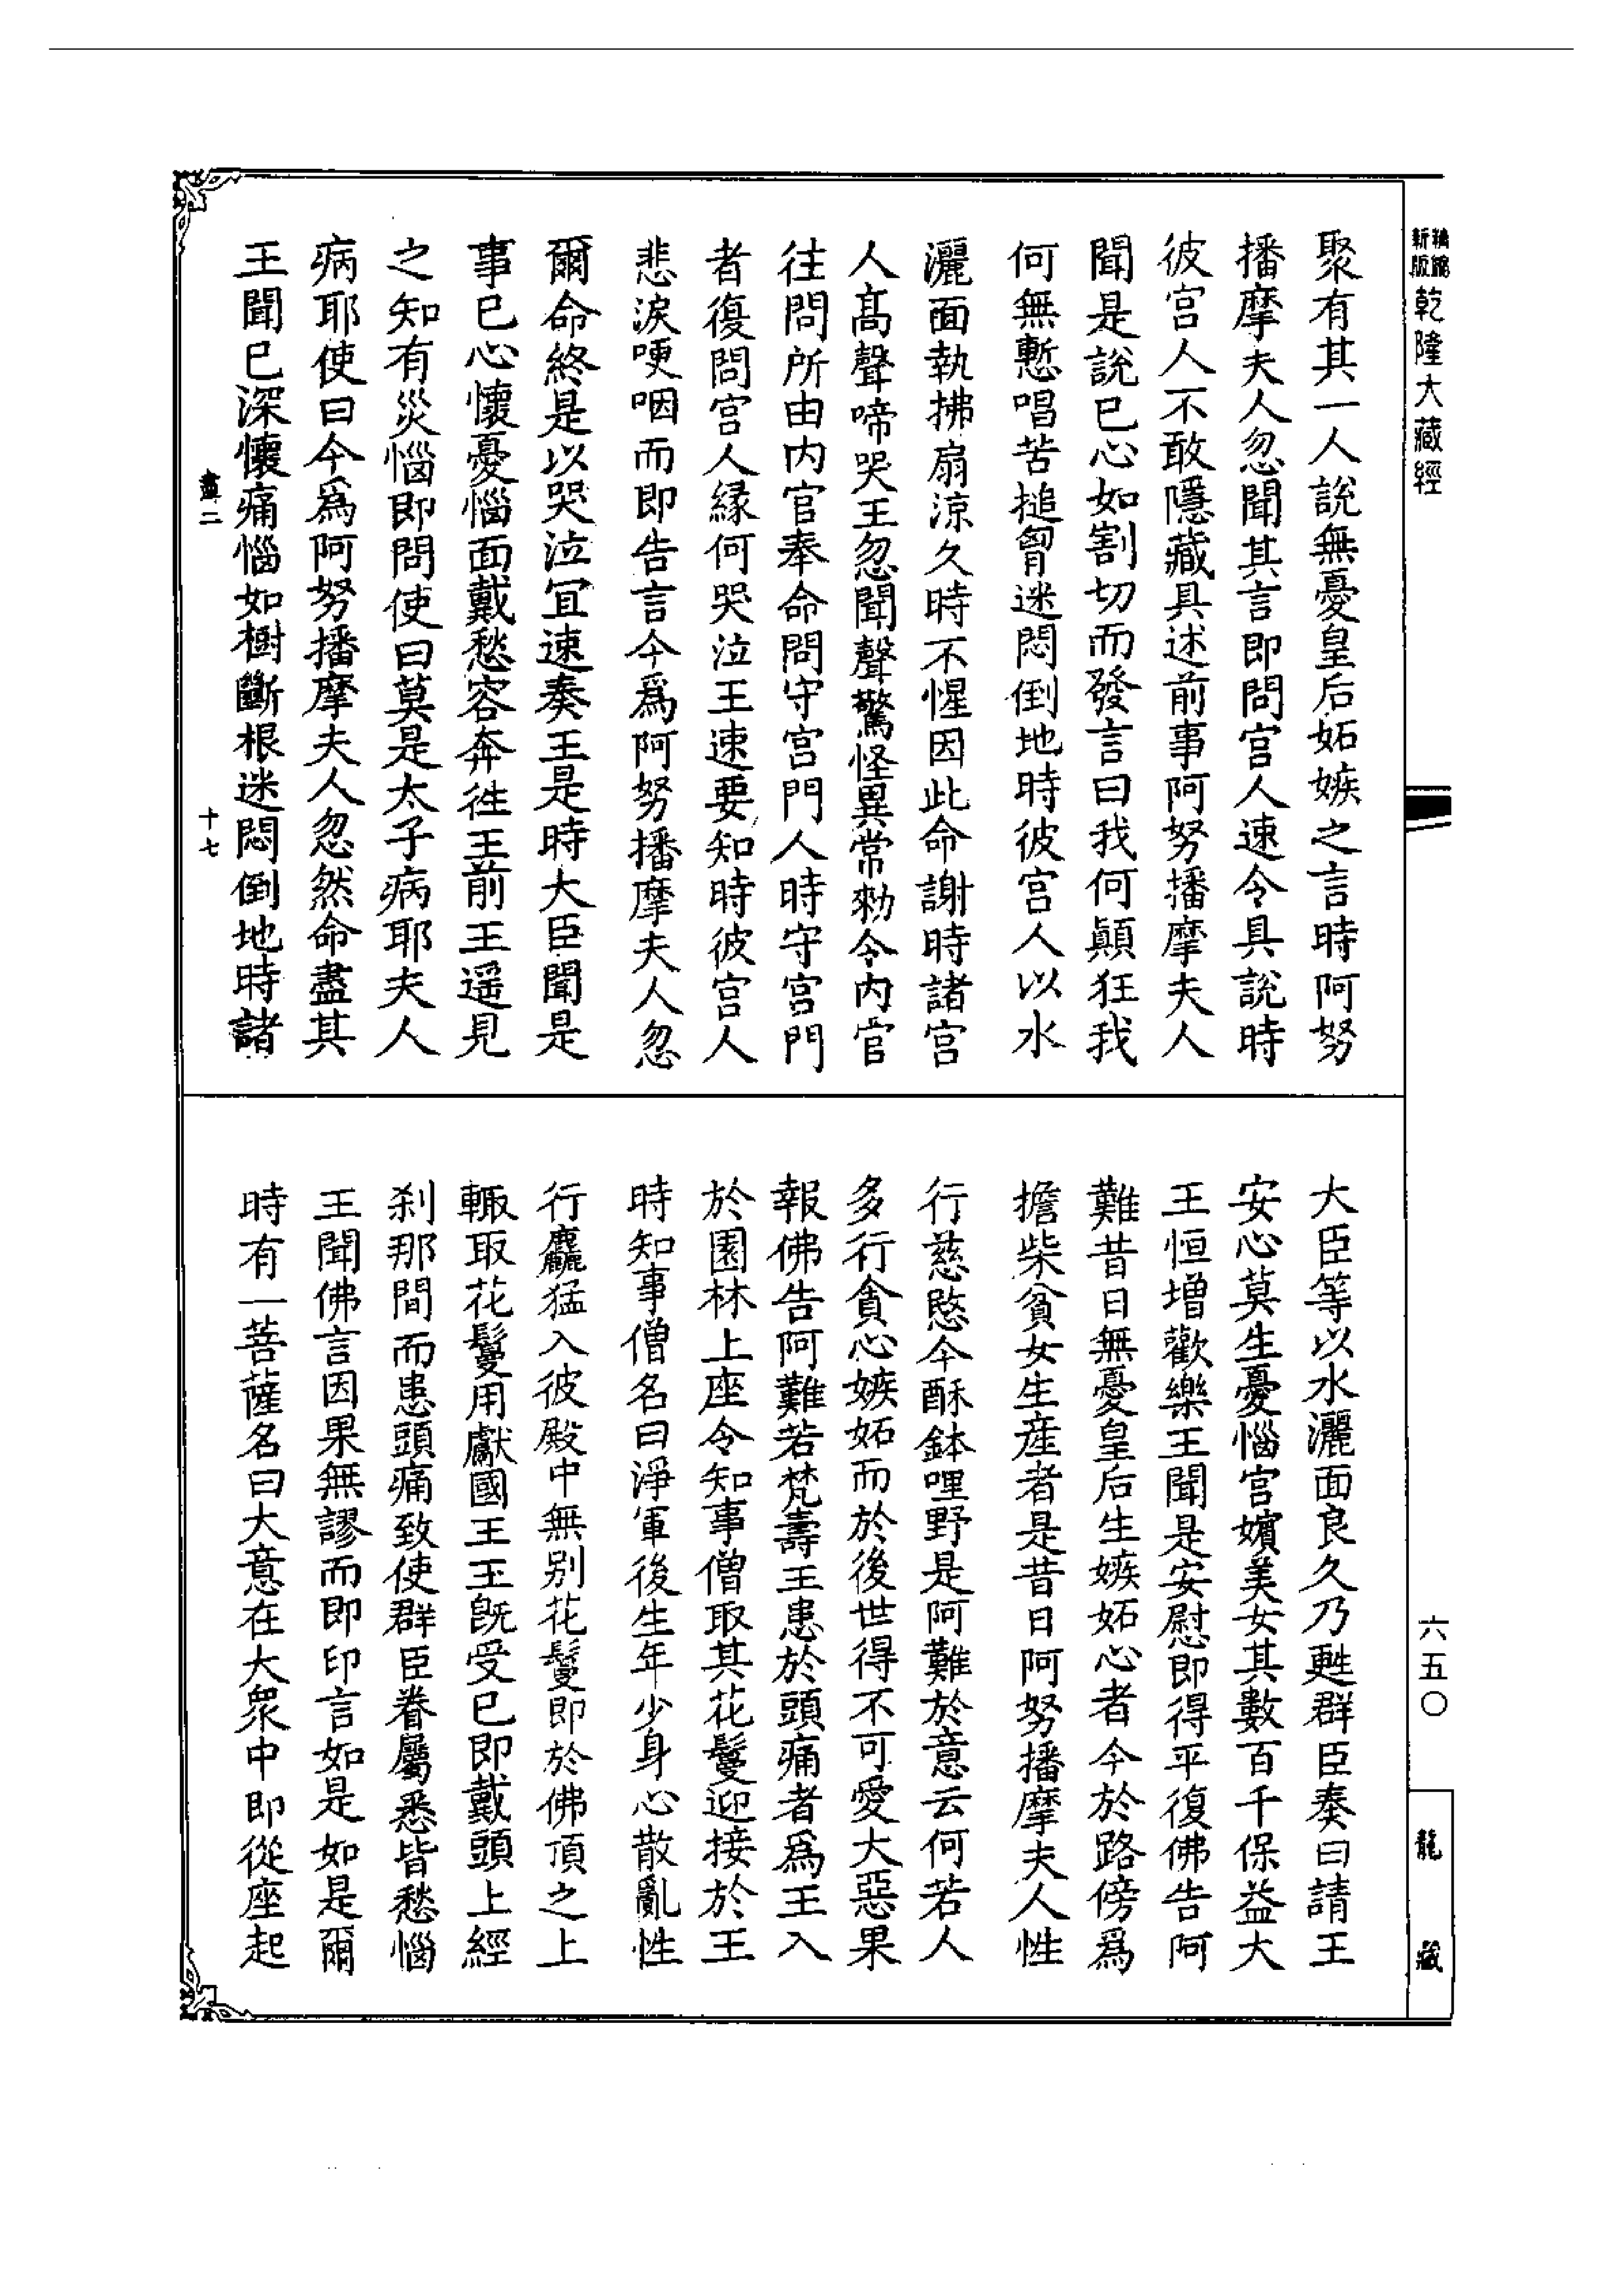 新版
乾隆大藏經
聚有其一人說無憂皇后妬嫉之言時阿努
播摩夫人忽聞其言即問宮人速令具說時
彼宮人不敢隱藏具述前事阿努播摩夫人
聞是說已心如割切而發言曰我何顛狂我
何無慙唱苦搥胷迷悶倒地時彼宮人以水
灑面執拂扇涼久時不惺因此命謝時諸宮
人髙聲啼哭王忽聞聲驚怪異常勑令内官
往問所由内官奉命問守宮門人時守宮門
者復問宮人緣何哭泣王速要知時彼宮人
悲淚哽咽而即告言今爲阿努播摩夫人忽
爾命終是以哭泣冝速奏王是時大臣聞是
事已心懷憂惱面戴愁容奔徃王前王遥見
之知有災惱即問使曰莫是太子病耶夫人
病耶使曰今爲阿努播摩夫人忽然命盡其
王聞已深懷痛惱如樹斷根迷悶倒地時諸
畫二
十七
大臣等以水灑面良久乃甦群臣奏曰請王
安心莫生憂惱宮嬪美女其數百千保益大
王恒增歡樂王聞是安慰即得平復佛告阿
難昔日無憂皇后生嫉妬心者今於路傍爲
擔柴貧女生産者是昔日阿努播摩夫人性
行慈愍今酥鉢哩野是阿難於意云何若人
多行貪心嫉妬而於後世得不可愛大惡果
報佛告阿難若梵壽王患於頭痛者爲王入
於園林上座令知事僧取其花鬘迎接於王
時知事僧名曰淨軍後生年少身心散亂性
行麤猛入彼殿中無别花鬘即於佛頂之上
輙取花鬘用獻國王王旣受已即戴頭上經
刹那間而患頭痛致使群臣眷屬悉皆愁惱
王聞佛言因果無謬而即印言如是如是爾
時有一菩薩名曰大意在大衆中即從座起
六五〇
龍藏